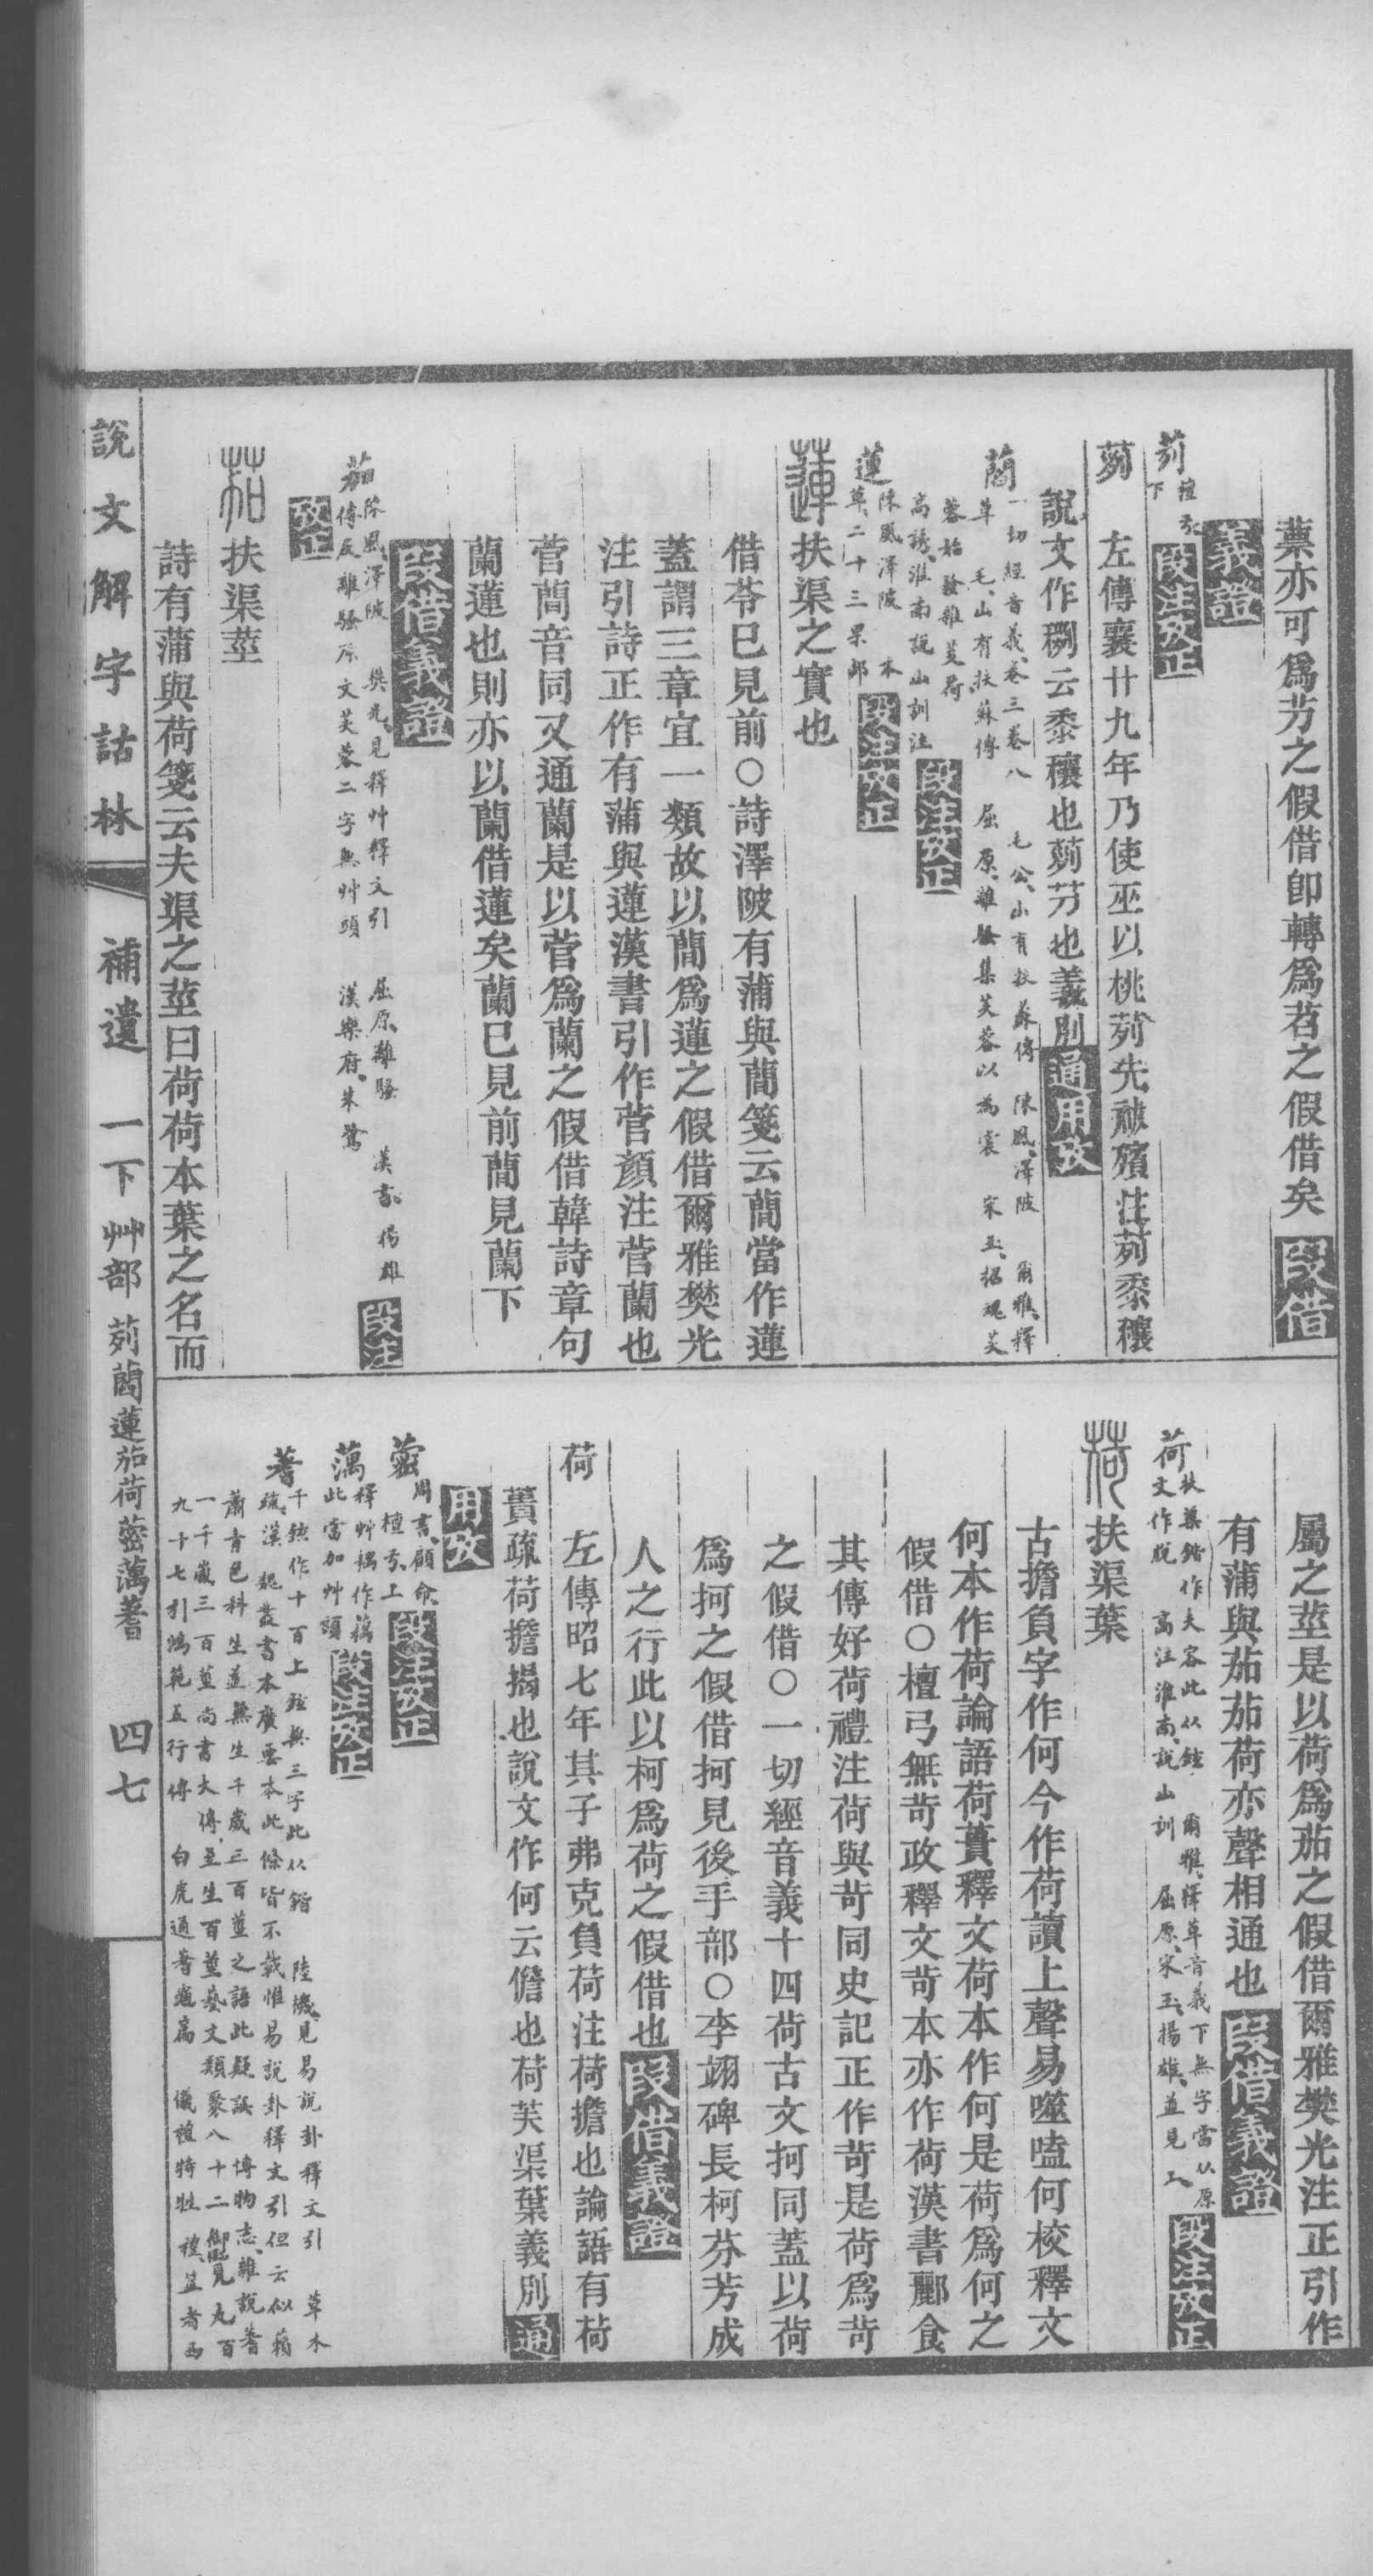 藁亦可爲芀之假借卽轉爲苕之假借矣 叚借
義證
茢 檀弓下 段注攷正
茢 左傳襄廿九年乃使巫以桃茢先祓殯注茢黍穰
說文作䅀云黍穰也茢芀也義別 通用攷
藺 一切經音義、卷三卷八 毛公、山有扶蘇傳 陳風、澤陂 爾雅、釋
草 毛、山有扶蘇傳 屈原、離騷集芙蓉以爲裳 宋玉、招魂芙
蓉始發雜芰荷
高誘、淮南說山訓注 段注攷正
蓮 陳風澤陂 本
草、二十三果部 段注攷正
蓮 扶渠之實也
借苓已見前○詩澤陂有蒲與蕑箋云蕑當作蓮
蓋謂三章宜一類故以蕑爲蓮之假借爾雅樊光
注引詩正作有蒲與蓮漢書引作菅顏注菅蘭也
菅蕑音同又通蘭是以菅爲蘭之假借韓詩章句
蘭蓮也則亦以蘭借蓮矣蘭已見前蕑見蘭下
叚借義證
茄 陳風、澤陂 樊光、見釋艸釋文引 屈原、離騷 漢書、揚雄
傳反離騷 文芙蓉二字無艸頭 漢樂府、朱鷺 段注
攷正
茄 扶渠莖
詩有蒲與荷箋云夫渠之莖曰荷荷本葉之名而
屬之莖是以荷爲茄之假借爾雅樊光注正引作
有蒲與茄茄荷亦聲相通也 叚借義證
荷 扶渠鍇作夫容此从鉉 爾雅、釋草音義下無字當从原
文作脫 高注淮南、說山訓 屈原、宋玉、揚雄、並見上 段注攷正
荷 扶渠葉
古擔負字作何今作荷讀上聲易噬嗑何校釋文
何本作荷論語荷蕢釋文荷本作何是荷爲何之
假借○檀弓無苛政釋文苛本亦作荷漢書酈食
其傳好荷禮注荷與苛同史記正作苛是荷爲苛
之假借○一切經音義十四荷古文抲同蓋以荷
爲抲之假借抲見後手部○李翊碑長柯芬芳成
人之行此以柯爲荷之假借也 叚借義證
荷 左傳昭七年其子弗克負荷注荷擔也論語有荷
蕢疏荷擔揭也說文作何云儋也荷芙渠葉義別 通
用攷
蔤 周書、顧命
檀弓、上 段注攷正
蕅 釋艸蕅作藕
此當加艸頭 段注攷正
蓍 千鉉作十百上鉉無三字此从鍇 陸機、見易說卦釋文引 草木
疏、漢魏叢書本廣要本此條皆不載惟易說卦釋文引但云似藾
蕭青色科生並無生千歲三百莖之語此疑誤 博物志、雜說蓍
一千歲三百莖尚書大傳、蓍生百莖藝文類聚八十二御覽九百
九十七引鴻範五行傳 白虎通蓍龜篇 儀禮特牲禮、筮者西
說文解字詁林 補遺 一下艸部 茢藺蓮茄荷蔤蕅蓍 四七